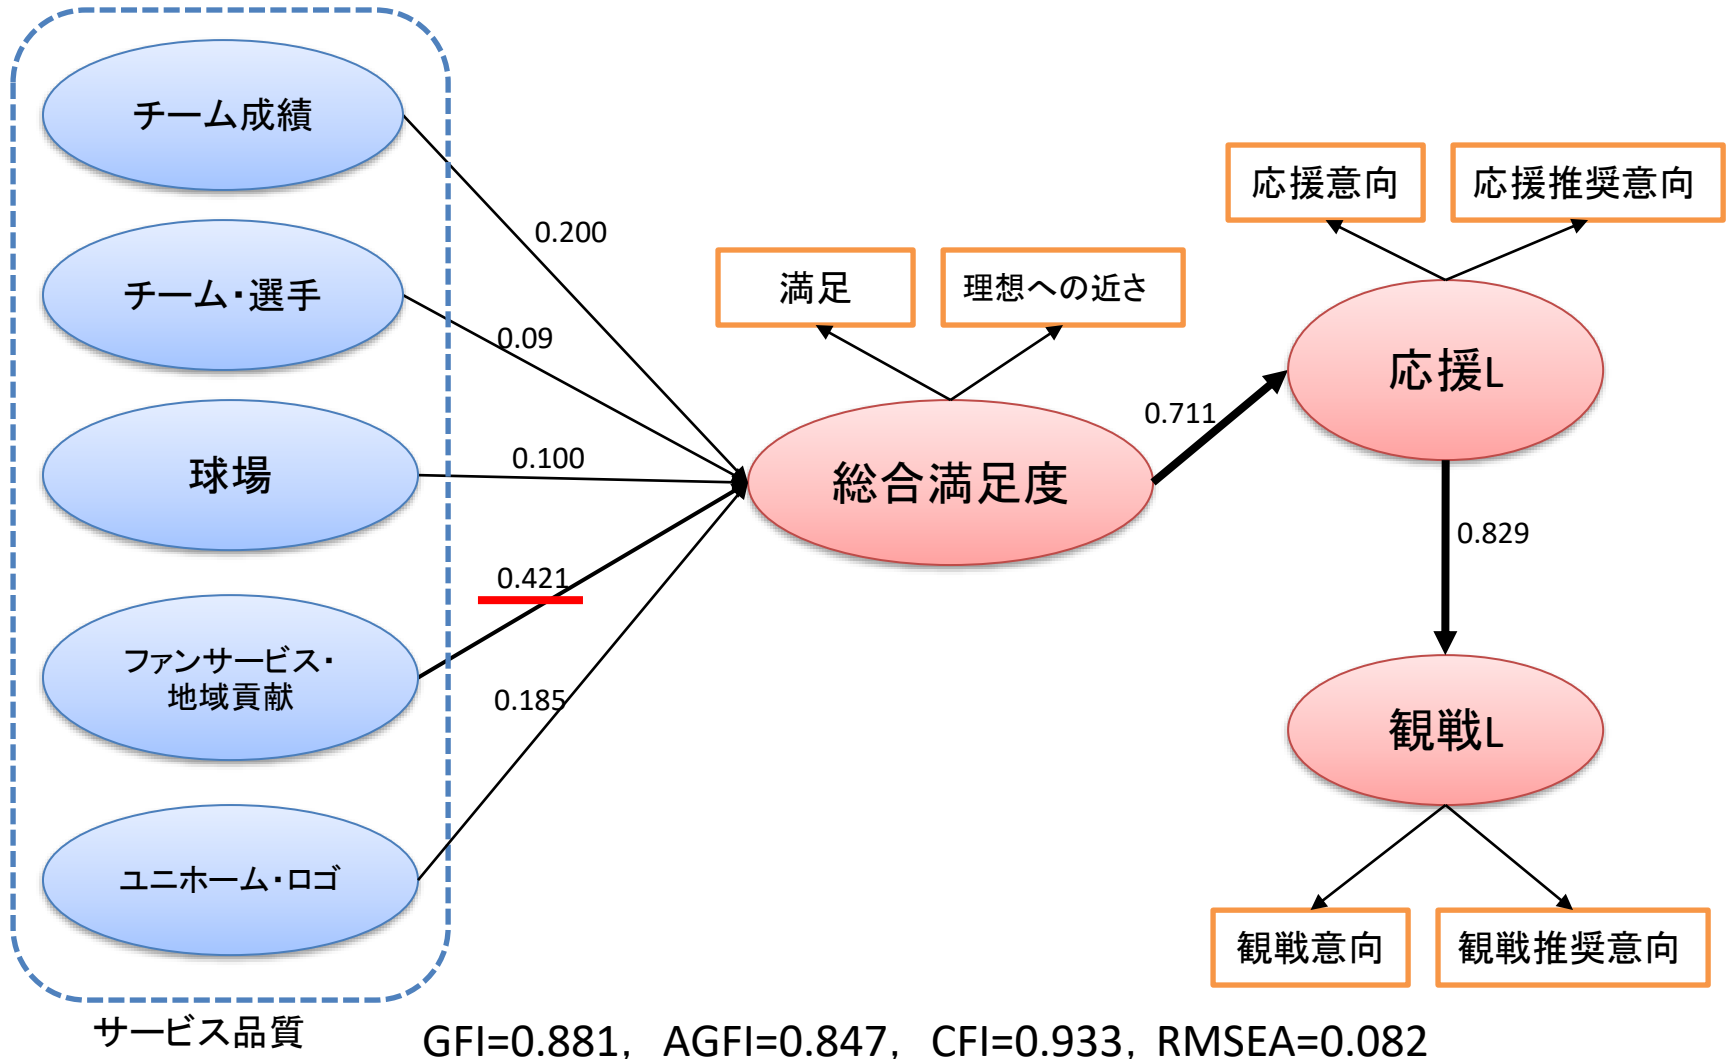 チーム成績
チーム・選手
球場
ファンサービス・
地域貢献
ユニホーム・ロゴ
サービス品質
0.200
0.09
0.100
0.421
0.185
満足
理想への近さ
総合満足度
0.711
応援意向
応援推奨意向
応援L
0.829
観戦L
観戦意向
観戦推奨意向
GFI=0.881, AGFI=0.847, CFI=0.933, RMSEA=0.082